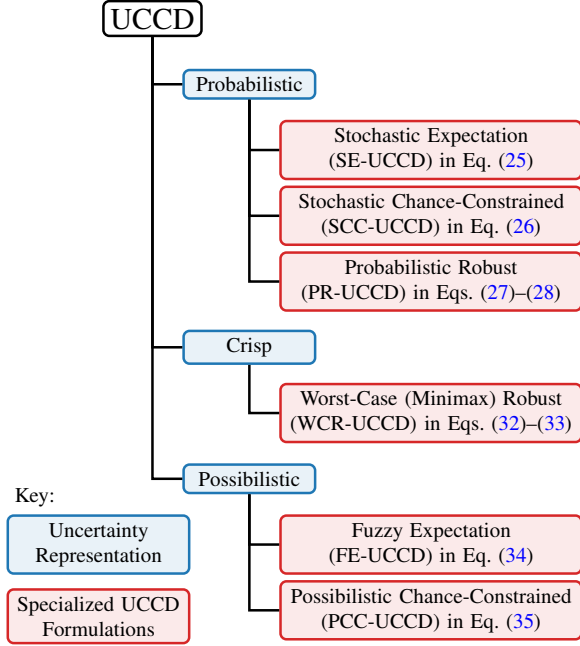 UCCD
Probabilistic
Stochastic Expectation
(SE-UCCD) in Eq. (25)
Stochastic Chance-Constrained
(SCC-UCCD) in Eq. (26)
Probabilistic Robust
(PR-UCCD) in Eqs. (27)–(28)
Crisp
Worst-Case (Minimax) Robust
(WCR-UCCD) in Eqs. (32)–(33)
Possibilistic
Fuzzy Expectation
(FE-UCCD) in Eq. (34)
Possibilistic Chance-Constrained
(PCC-UCCD) in Eq. (35)
Key:
Uncertainty
Representation
Specialized UCCD
Formulations